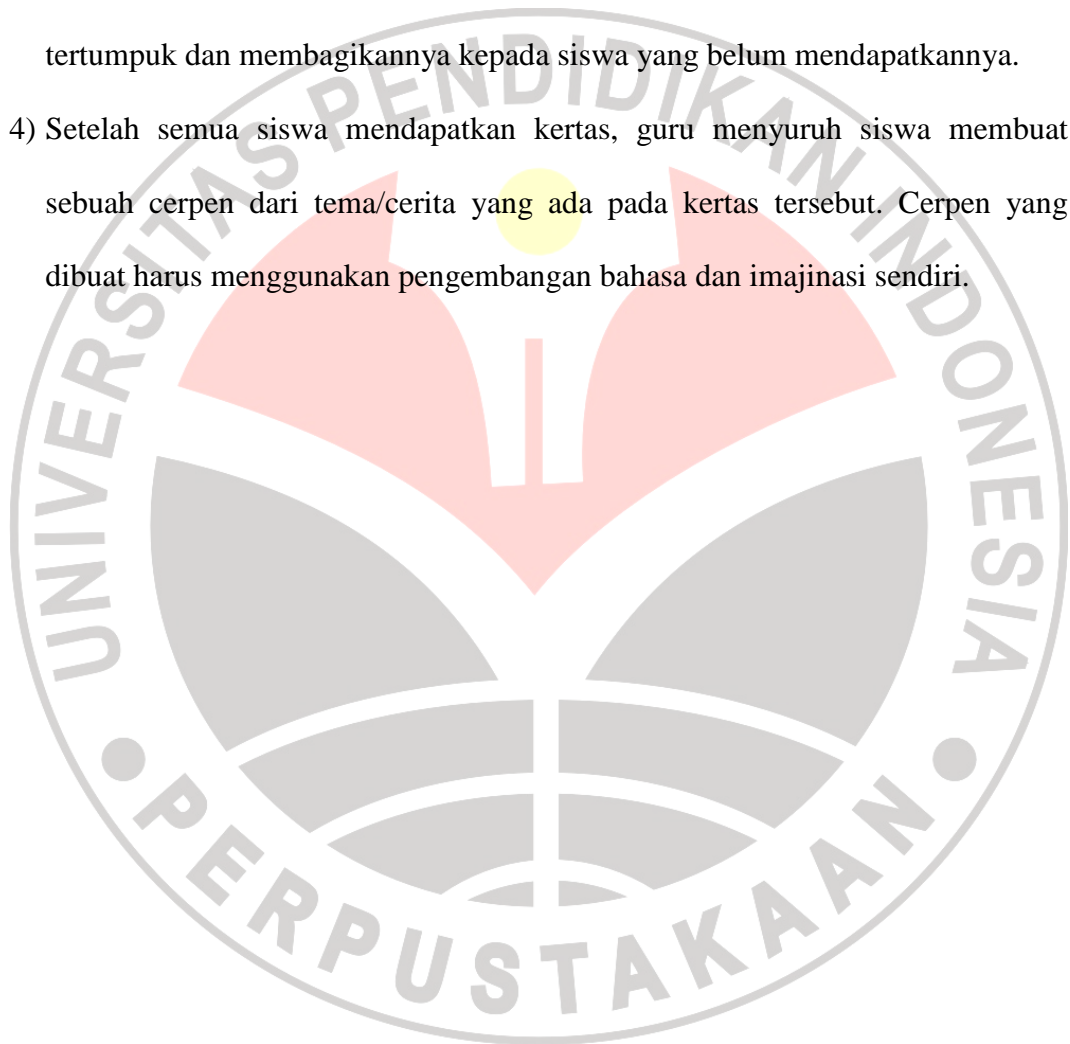 tertumpuk dan membagikannya kepada siswa yang belum mendapatkannya.
4) Setelah semua siswa mendapatkan kertas, guru menyuruh siswa membuat
sebuah cerpen dari tema/cerita yang ada pada kertas tersebut. Cerpen yang
dibuat harus menggunakan pengembangan bahasa dan imajinasi sendiri.
UNIVERSITAS PENDIDIKAN INDONESIA
PERPUSTAKAAN